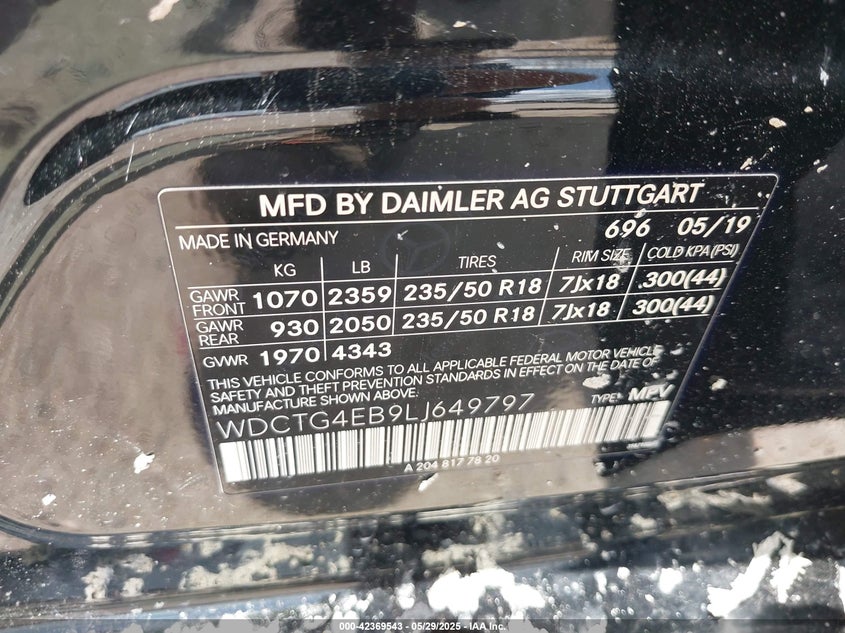 MFD BY DAIMLER AG STUTTGART
MADE IN GERMANY 696 05/19
KG LB TIRES RIM SIZE COLD KPA (PSI)
GAWR FRONT 1070 2359 235/50 R18 7Jx18 300(44)
GAWR REAR 930 2050 235/50 R18 7Jx18 300(44)
GVWR 1970 4343
THIS VEHICLE CONFORMS TO ALL APPLICABLE FEDERAL MOTOR VEHICLE
SAFETY AND THEFT PREVENTION STANDARDS IN EFFECT ON THE DATE OF
MANUFACTURE SHOWN ABOVE.
WDCTG4EB9LJ649797 TYPE: MPV
A 204 817 78 20
000-42369543 - 05/29/2025 - IAA, Inc.